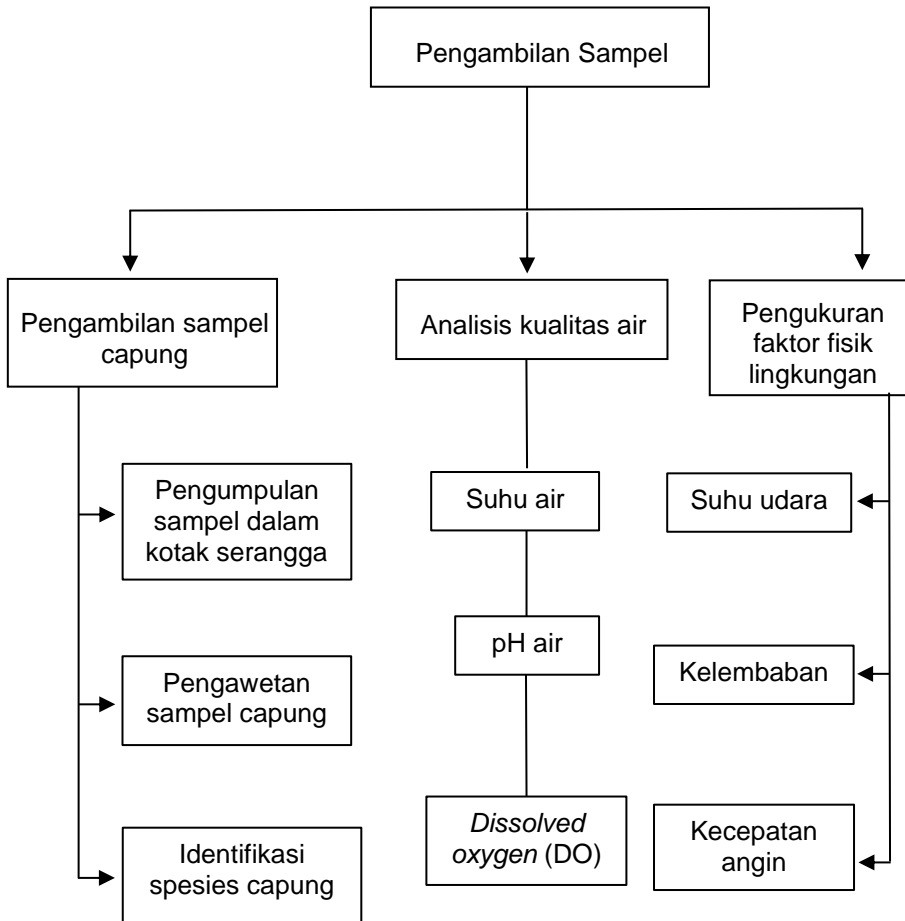 Pengambilan Sampel
Pengambilan sampel
capung
Analisis kualitas air
Pengukuran
faktor fisik
lingkungan
Pengumpulan
sampel dalam
kotak serangga
Suhu air
Suhu udara
Pengawetan
sampel capung
pH air
Kelembaban
Identifikasi
spesies capung
Dissolved
oxygen (DO)
Kecepatan
angin